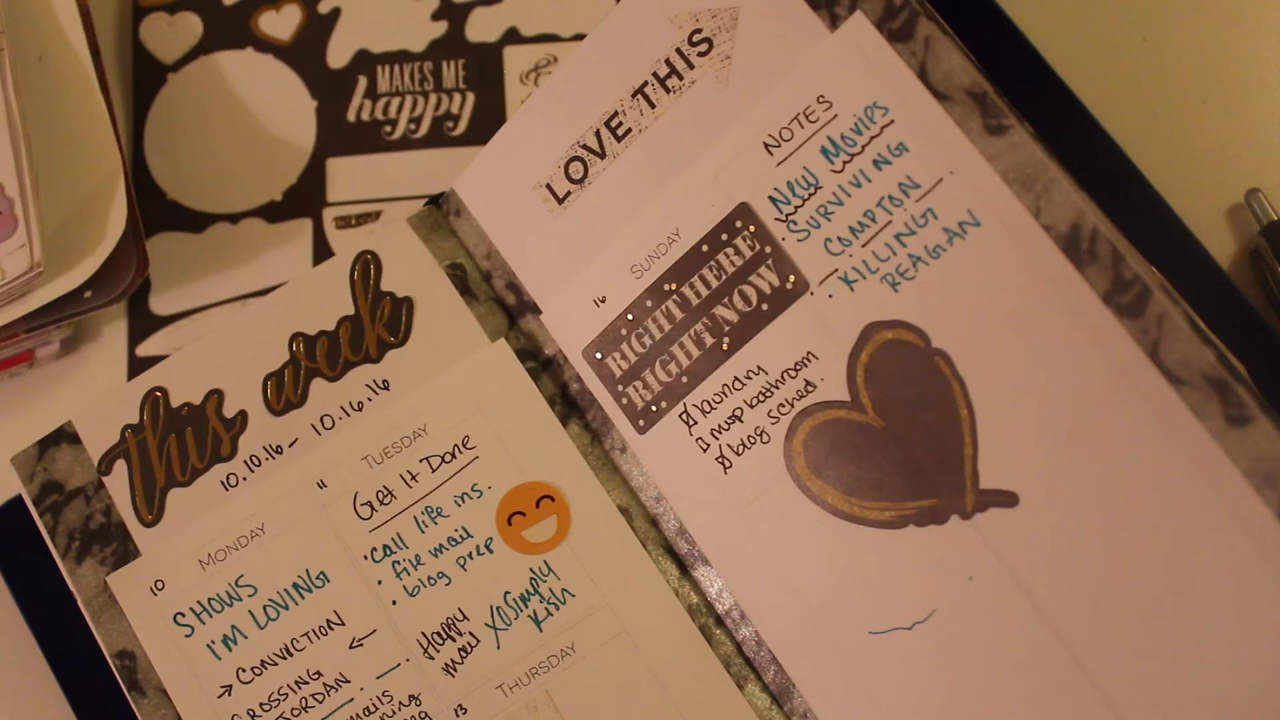 MAKES ME
happy
LOVE THIS
this week
10.10.16 - 10.16.16
10
MONDAY
SHOWS
I'M LOVING
→ CONVICTION ←
CROSSING
JORDAN
11
TUESDAY
Get It Done
• call life ins.
• file mail
• blog prep
Happy
mail
XOSimply
Kish
13
THURSDAY
16
SUNDAY
RIGHT HERE
RIGHT NOW
laundry
mop bathroom
blog sched.
NOTES
New Movies
• SURVIVING
COMPTON
• KILLING
REAGAN